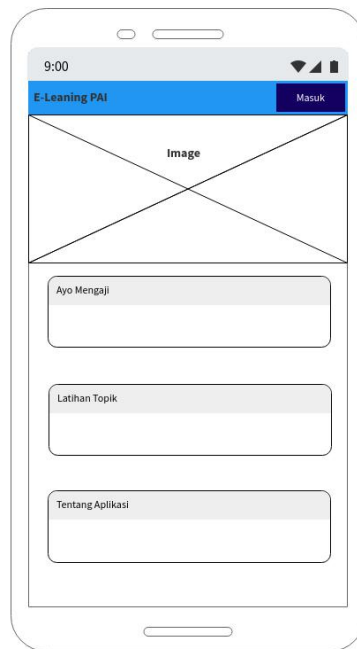 9:00
E-Leaning PAI
Masuk
Image
Ayo Mengaji
Latihan Topik
Tentang Aplikasi